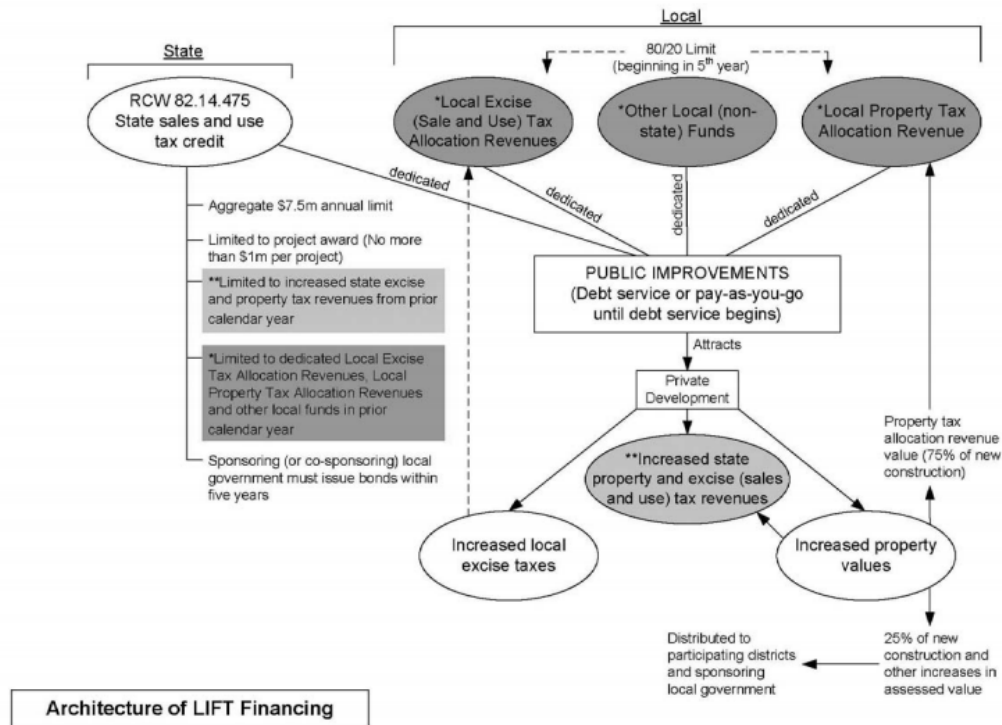 Local
State
80/20 Limit
(beginning in 5th year)
RCW 82.14.475
State sales and use
tax credit
*Local Excise
(Sale and Use) Tax
Allocation Revenues
*Other Local (non-
state) Funds
*Local Property Tax
Allocation Revenue
dedicated
dedicated
dedicated
dedicated
Aggregate $7.5m annual limit
Limited to project award (No more
than $1m per project)
**Limited to increased state excise
and property tax revenues from prior
calendar year
*Limited to dedicated Local Excise
Tax Allocation Revenues, Local
Property Tax Allocation Revenues
and other local funds in prior
calendar year
Sponsoring (or co-sponsoring) local
government must issue bonds within
five years
PUBLIC IMPROVEMENTS
(Debt service or pay-as-you-go
until debt service begins)
Attracts
Private
Development
Property tax
allocation revenue
value (75% of new
construction)
**Increased state
property and excise (sales
and use) tax revenues
Increased local
excise taxes
Increased property
values
Distributed to
participating districts
and sponsoring
local government
25% of new
construction and
other increases in
assessed value
Architecture of LIFT Financing